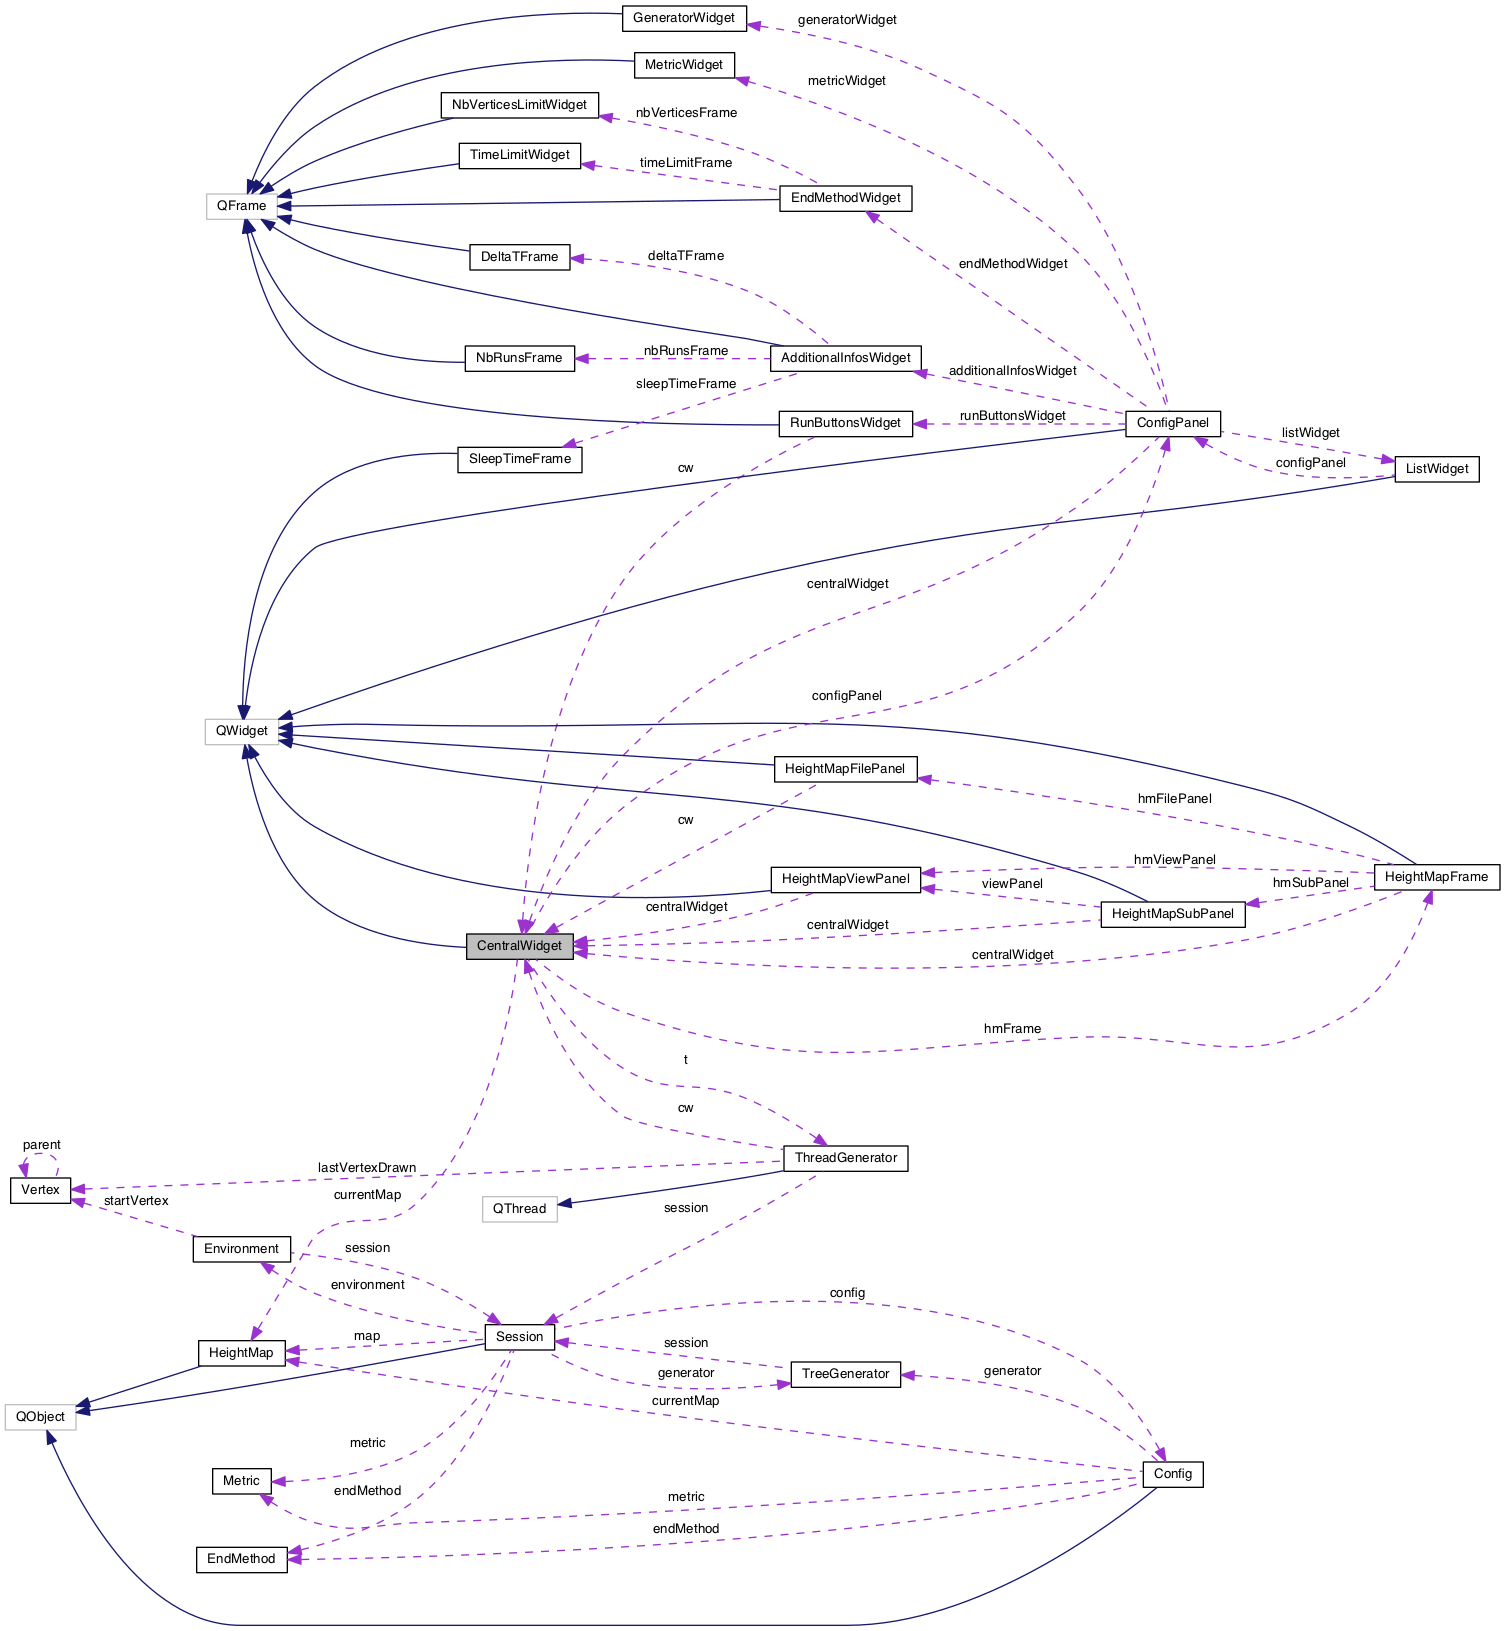 GeneratorWidget
generatorWidget
MetricWidget
metricWidget
NbVerticesLimitWidget
nbVerticesFrame
TimeLimitWidget
timeLimitFrame
EndMethodWidget
QFrame
DeltaTFrame
deltaTFrame
endMethodWidget
NbRunsFrame
nbRunsFrame
AdditionalInfosWidget
additionalInfosWidget
sleepTimeFrame
RunButtonsWidget
runButtonsWidget
ConfigPanel
listWidget
SleepTimeFrame
cw
configPanel
ListWidget
centralWidget
configPanel
QWidget
HeightMapFilePanel
hmFilePanel
cw
hmViewPanel
HeightMapViewPanel
viewPanel
hmSubPanel
HeightMapFrame
centralWidget
HeightMapSubPanel
centralWidget
CentralWidget
centralWidget
hmFrame
t
cw
parent
ThreadGenerator
lastVertexDrawn
Vertex
currentMap
startVertex
QThread
session
Environment
session
environment
config
Session
map
HeightMap
session
generator
TreeGenerator
generator
currentMap
QObject
metric
Metric
Config
endMethod
metric
endMethod
EndMethod